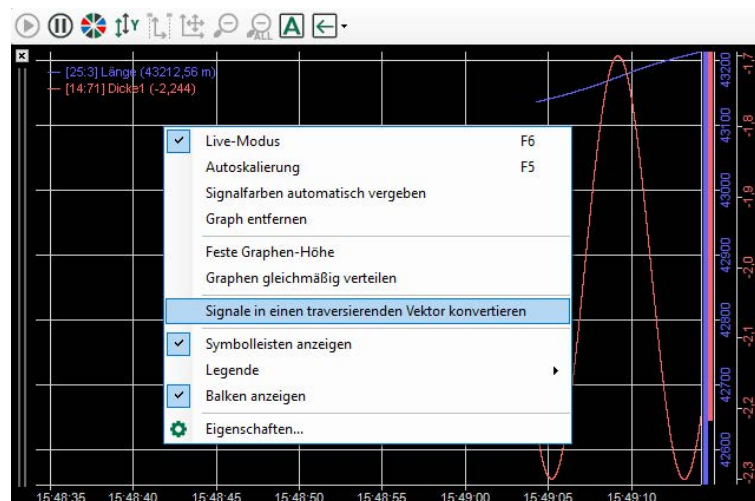 Y
ALL
A
[25:3] Länge (43212,56 m)
[14:71] Dicke1 (-2,244)
Live-Modus F6
Autoskalierung F5
Signalfarben automatisch vergeben
Graph entfernen
Feste Graphen-Höhe
Graphen gleichmäßig verteilen
Signale in einen traversierenden Vektor konvertieren
Symbolleisten anzeigen
Legende
Balken anzeigen
Eigenschaften...
43200
43100
43000
42900
42800
42700
42600
-1,7
-1,8
-1,9
-2,0
-2,1
-2,2
-2,3
15:48:35 15:48:40 15:48:45 15:48:50 15:48:55 15:49:00 15:49:05 15:49:10